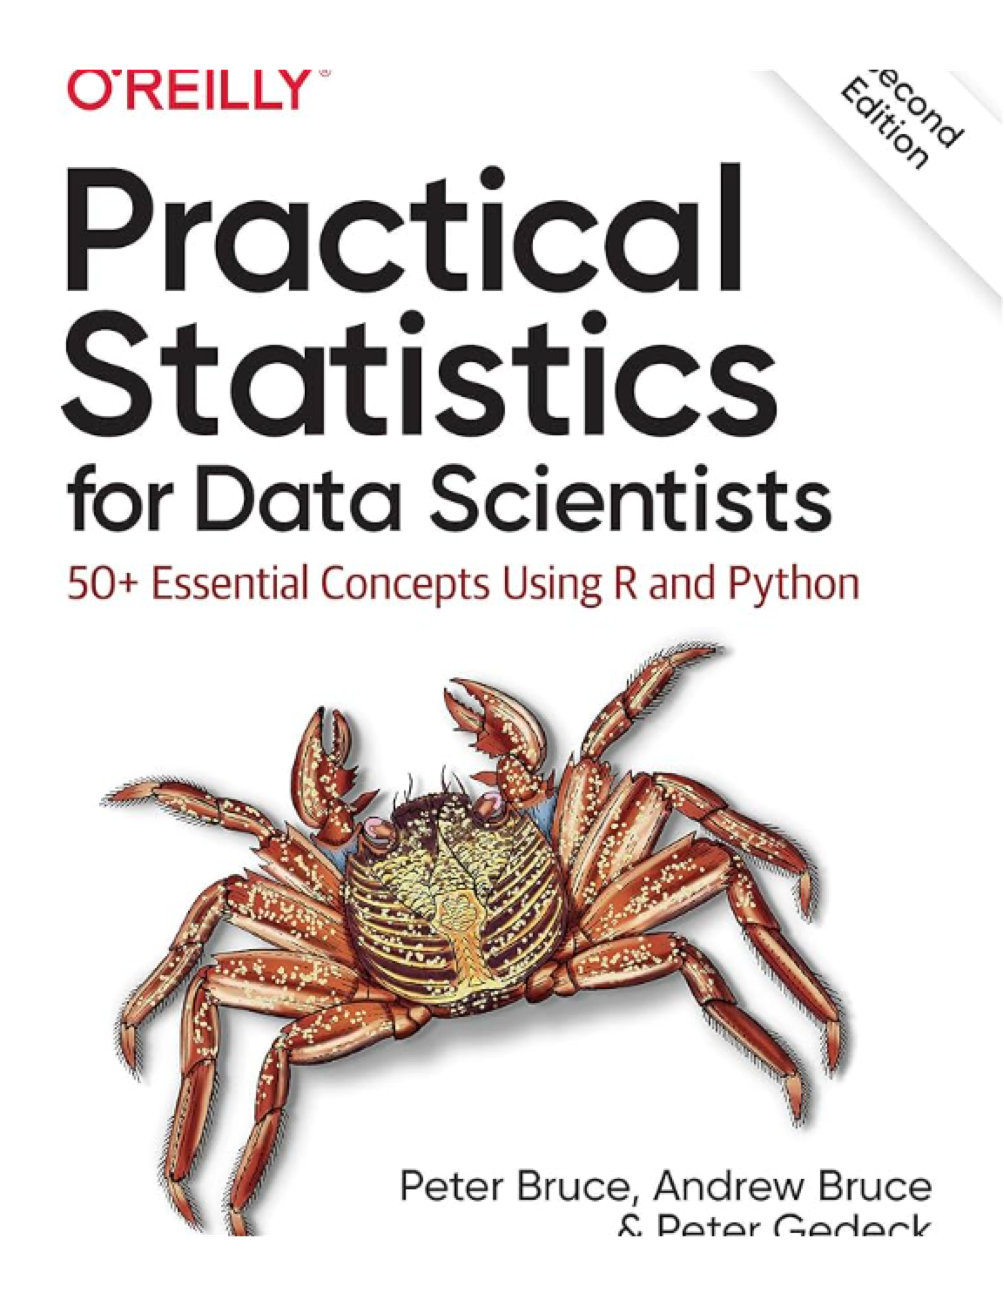 O'REILLY®
Second
Edition
Practical
Statistics
for Data Scientists
50+ Essential Concepts Using R and Python
Peter Bruce, Andrew Bruce
& Peter Gedeck